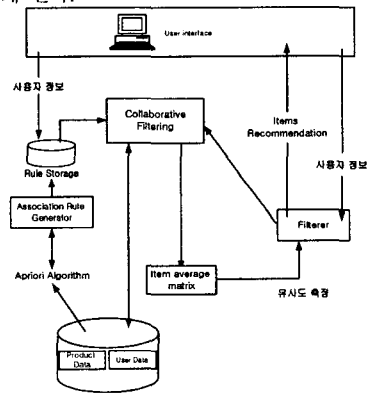 User interface
사용자 정보
Collaborative
Filtering
Items
Recommendation
사용자 정보
Rule Storage
Association Rule
Generator
Filterer
Apriori Algorithm
Item average
matrix
유사도 측정
Product
Data
User Data